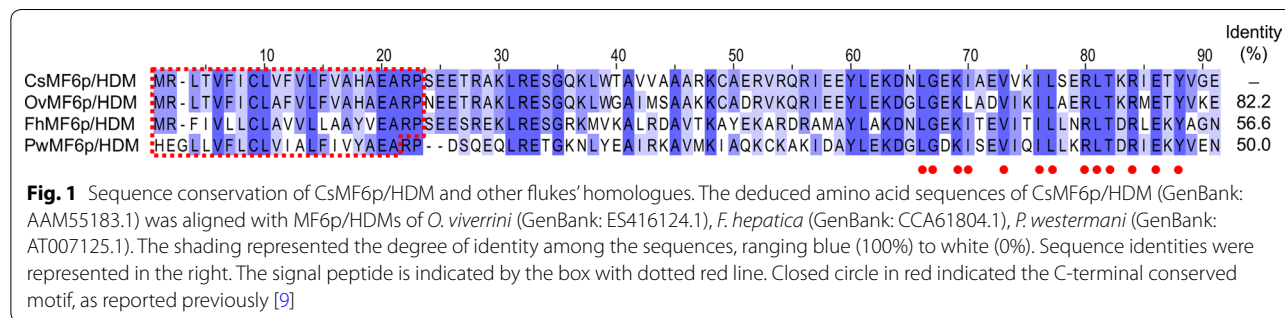 Identity
(%)
10 20 30 40 50 60 70 80 90
CsMF6p/HDM MR-LTVFICLVFVLFVAHAEARPSEETRAKLRESGQKLWTAVVAAARKCAERVRQRIEEYLEKDNLGEKIAEVVKILSERLTKRIETYVGE –
OvMF6p/HDM MR-LTVFICLAFVLFVAHAEARPNEETRAKLRESGQKLWGAIMSAAKKCADRVKQRIEEYLEKDGLGEKLADVIKILAERLTKRMETYVKE 82.2
FhMF6p/HDM MR-FIVLLCLAVVLLAAYVEARPSEESREKLRESGRKMVKALRDAVTKAYEKARDRAMAYLAKDNLGEKITEVITILLNRLTDRLEKYAGN 56.6
PwMF6p/HDM HEGLLVFLCLVIALFIVYAEARP--DSQEQLRETGKNLYEAIRKAVMKIAQKCKAKIDAYLEKDGLGDKISEVIQILLKRLTDRIEKYVEN 50.0
Fig. 1 Sequence conservation of CsMF6p/HDM and other flukes' homologues. The deduced amino acid sequences of CsMF6p/HDM (GenBank:
AAM55183.1) was aligned with MF6p/HDMs of O. viverrini (GenBank: ES416124.1), F. hepatica (GenBank: CCA61804.1), P. westermani (GenBank:
AT007125.1). The shading represented the degree of identity among the sequences, ranging blue (100%) to white (0%). Sequence identities were
represented in the right. The signal peptide is indicated by the box with dotted red line. Closed circle in red indicated the C-terminal conserved
motif, as reported previously [9]